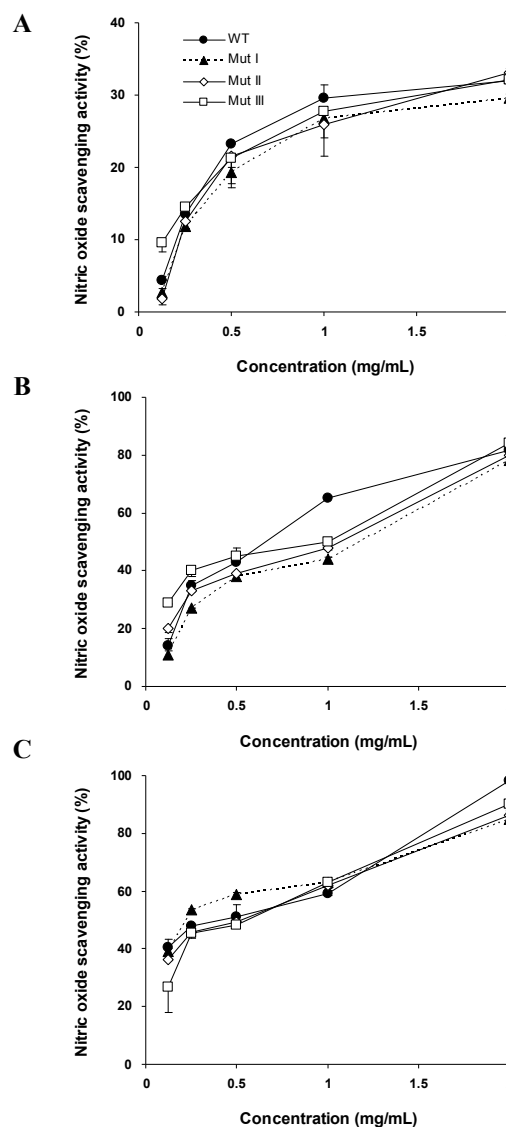 A
WT
Mut I
Mut II
Mut III
Nitric oxide scavenging activity (%)
40
30
20
10
0
0 0.5 1 1.5
Concentration (mg/mL)
B
Nitric oxide scavenging activity (%)
100
80
60
40
20
0
0 0.5 1 1.5
Concentration (mg/mL)
C
Nitric oxide scavenging activity (%)
100
80
60
40
20
0
0 0.5 1 1.5
Concentration (mg/mL)